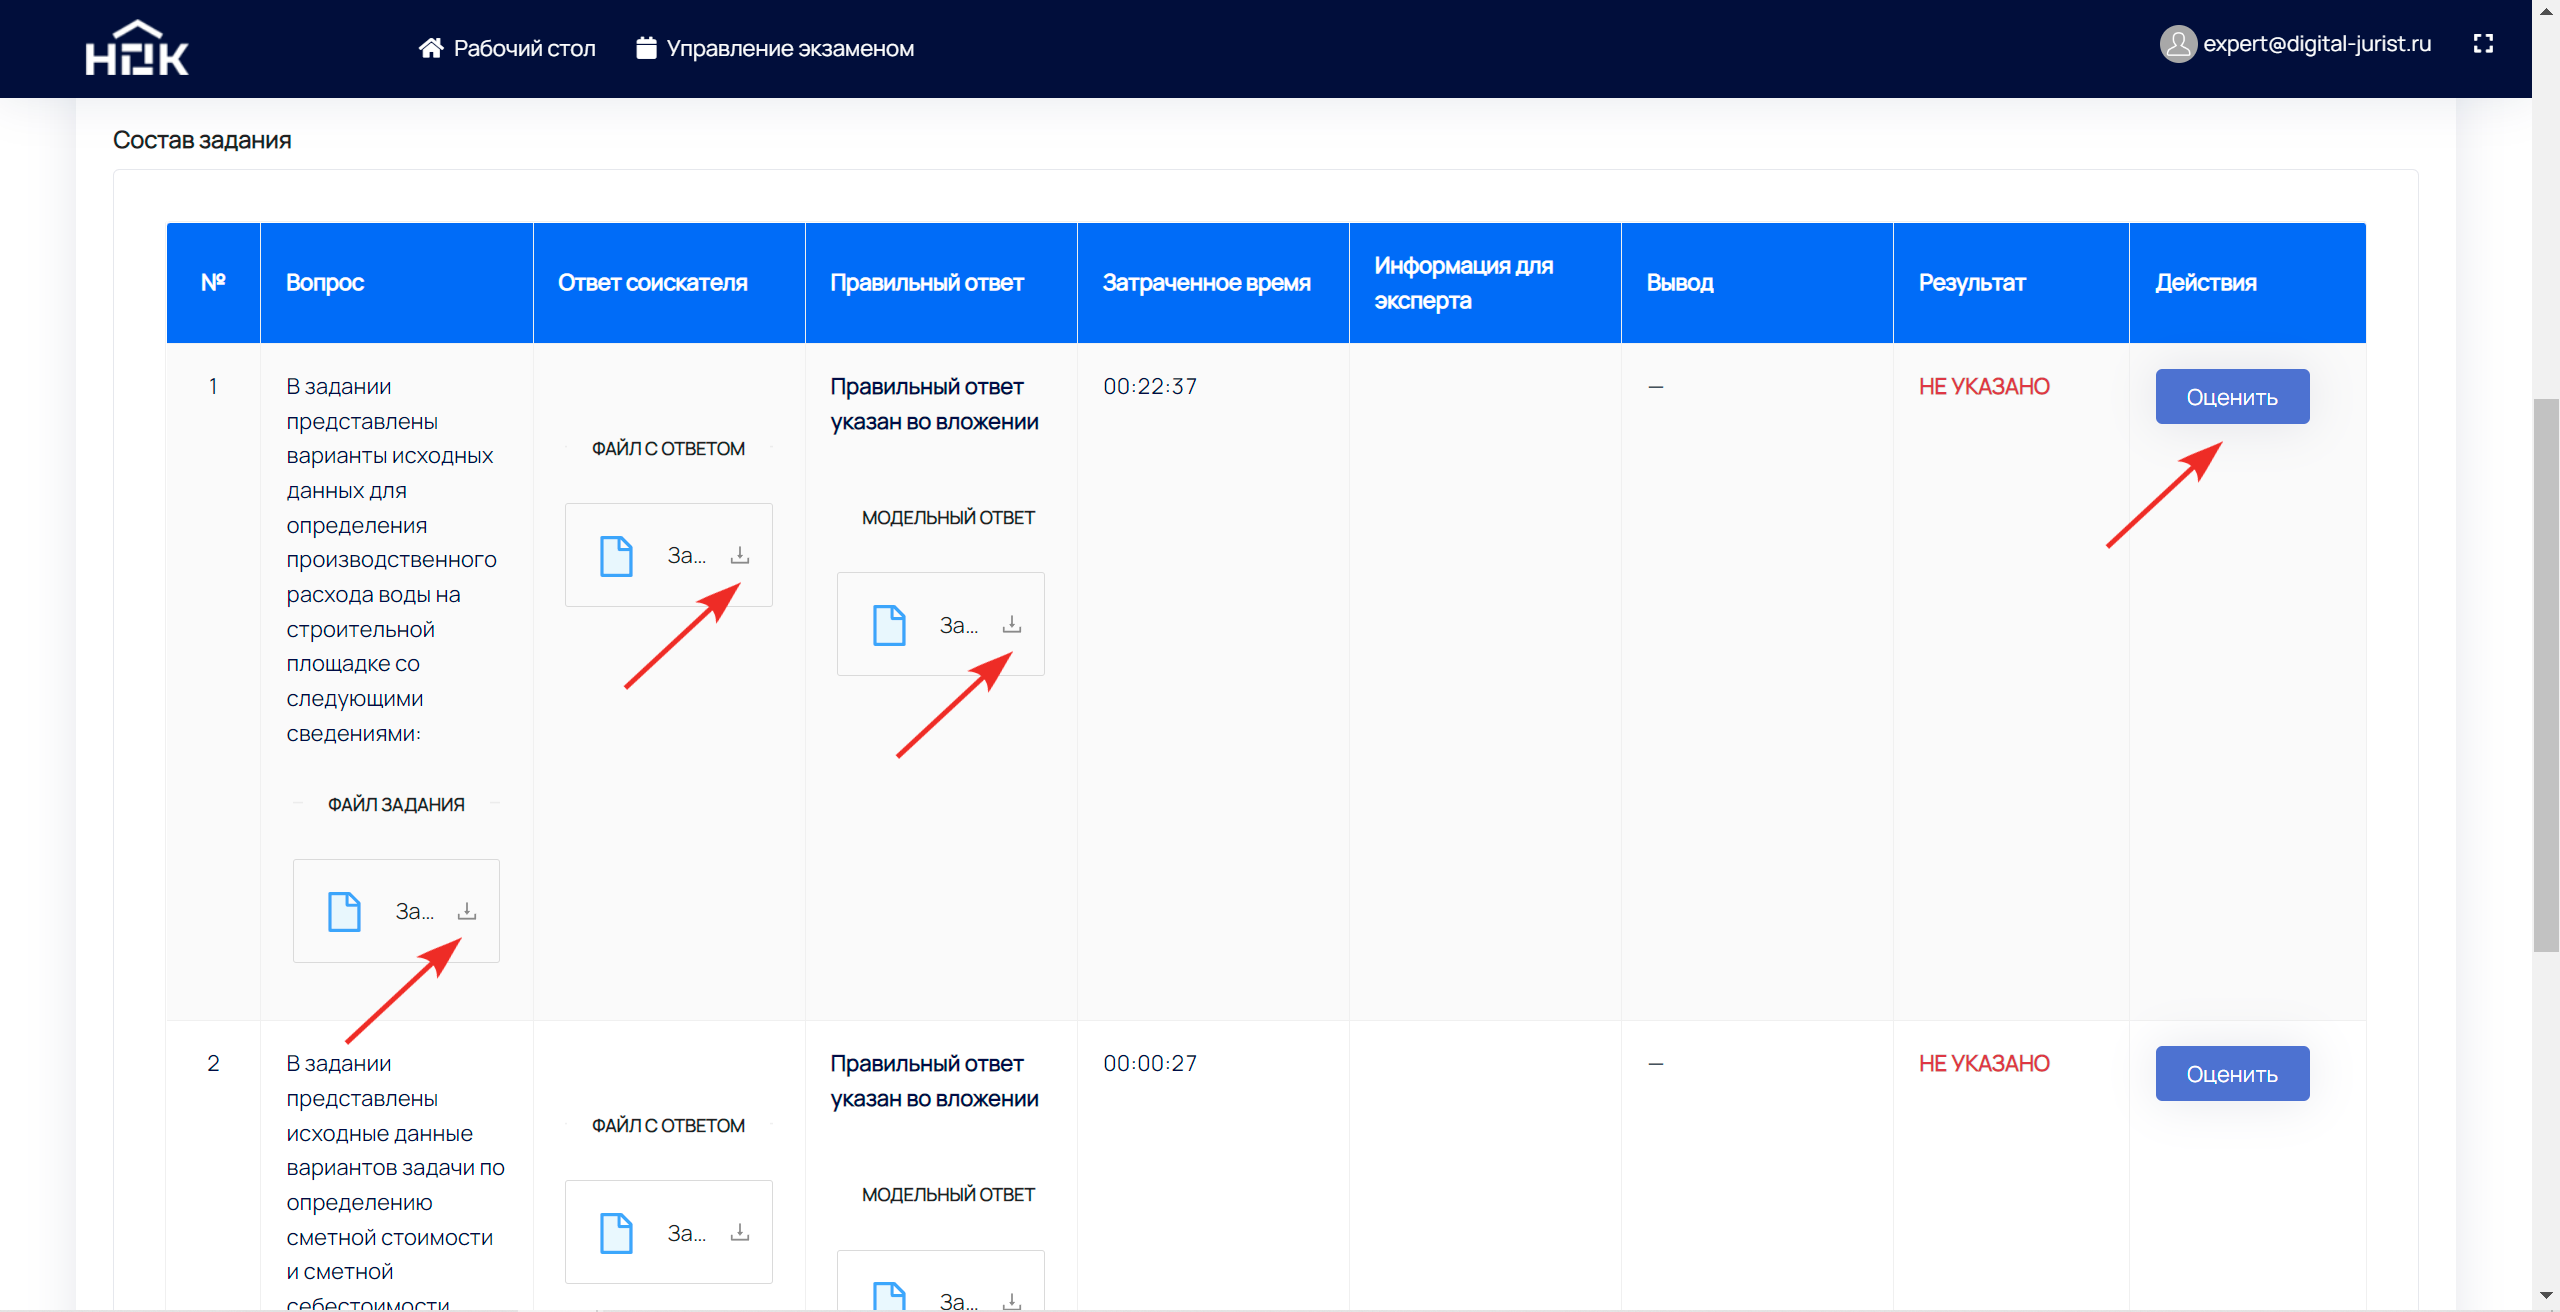 НОК
Рабочий стол
Управление экзаменом
expert@digital-jurist.ru
Состав задания
№
Вопрос
Ответ соискателя
Правильный ответ
Затраченное время
Информация для
эксперта
Вывод
Результат
Действия
1
В задании
представлены
варианты исходных
данных для
определения
производственного
расхода воды на
строительной
площадке со
следующими
сведениями:
ФАЙЛ ЗАДАНИЯ
За...
ФАЙЛ С ОТВЕТОМ
За...
Правильный ответ
указан во вложении
МОДЕЛЬНЫЙ ОТВЕТ
За...
00:22:37
—
НЕ УКАЗАНО
Оценить
2
В задании
представлены
исходные данные
вариантов задачи по
определению
сметной стоимости
и сметной
себестоимости
ФАЙЛ С ОТВЕТОМ
За...
Правильный ответ
указан во вложении
МОДЕЛЬНЫЙ ОТВЕТ
За...
00:00:27
—
НЕ УКАЗАНО
Оценить